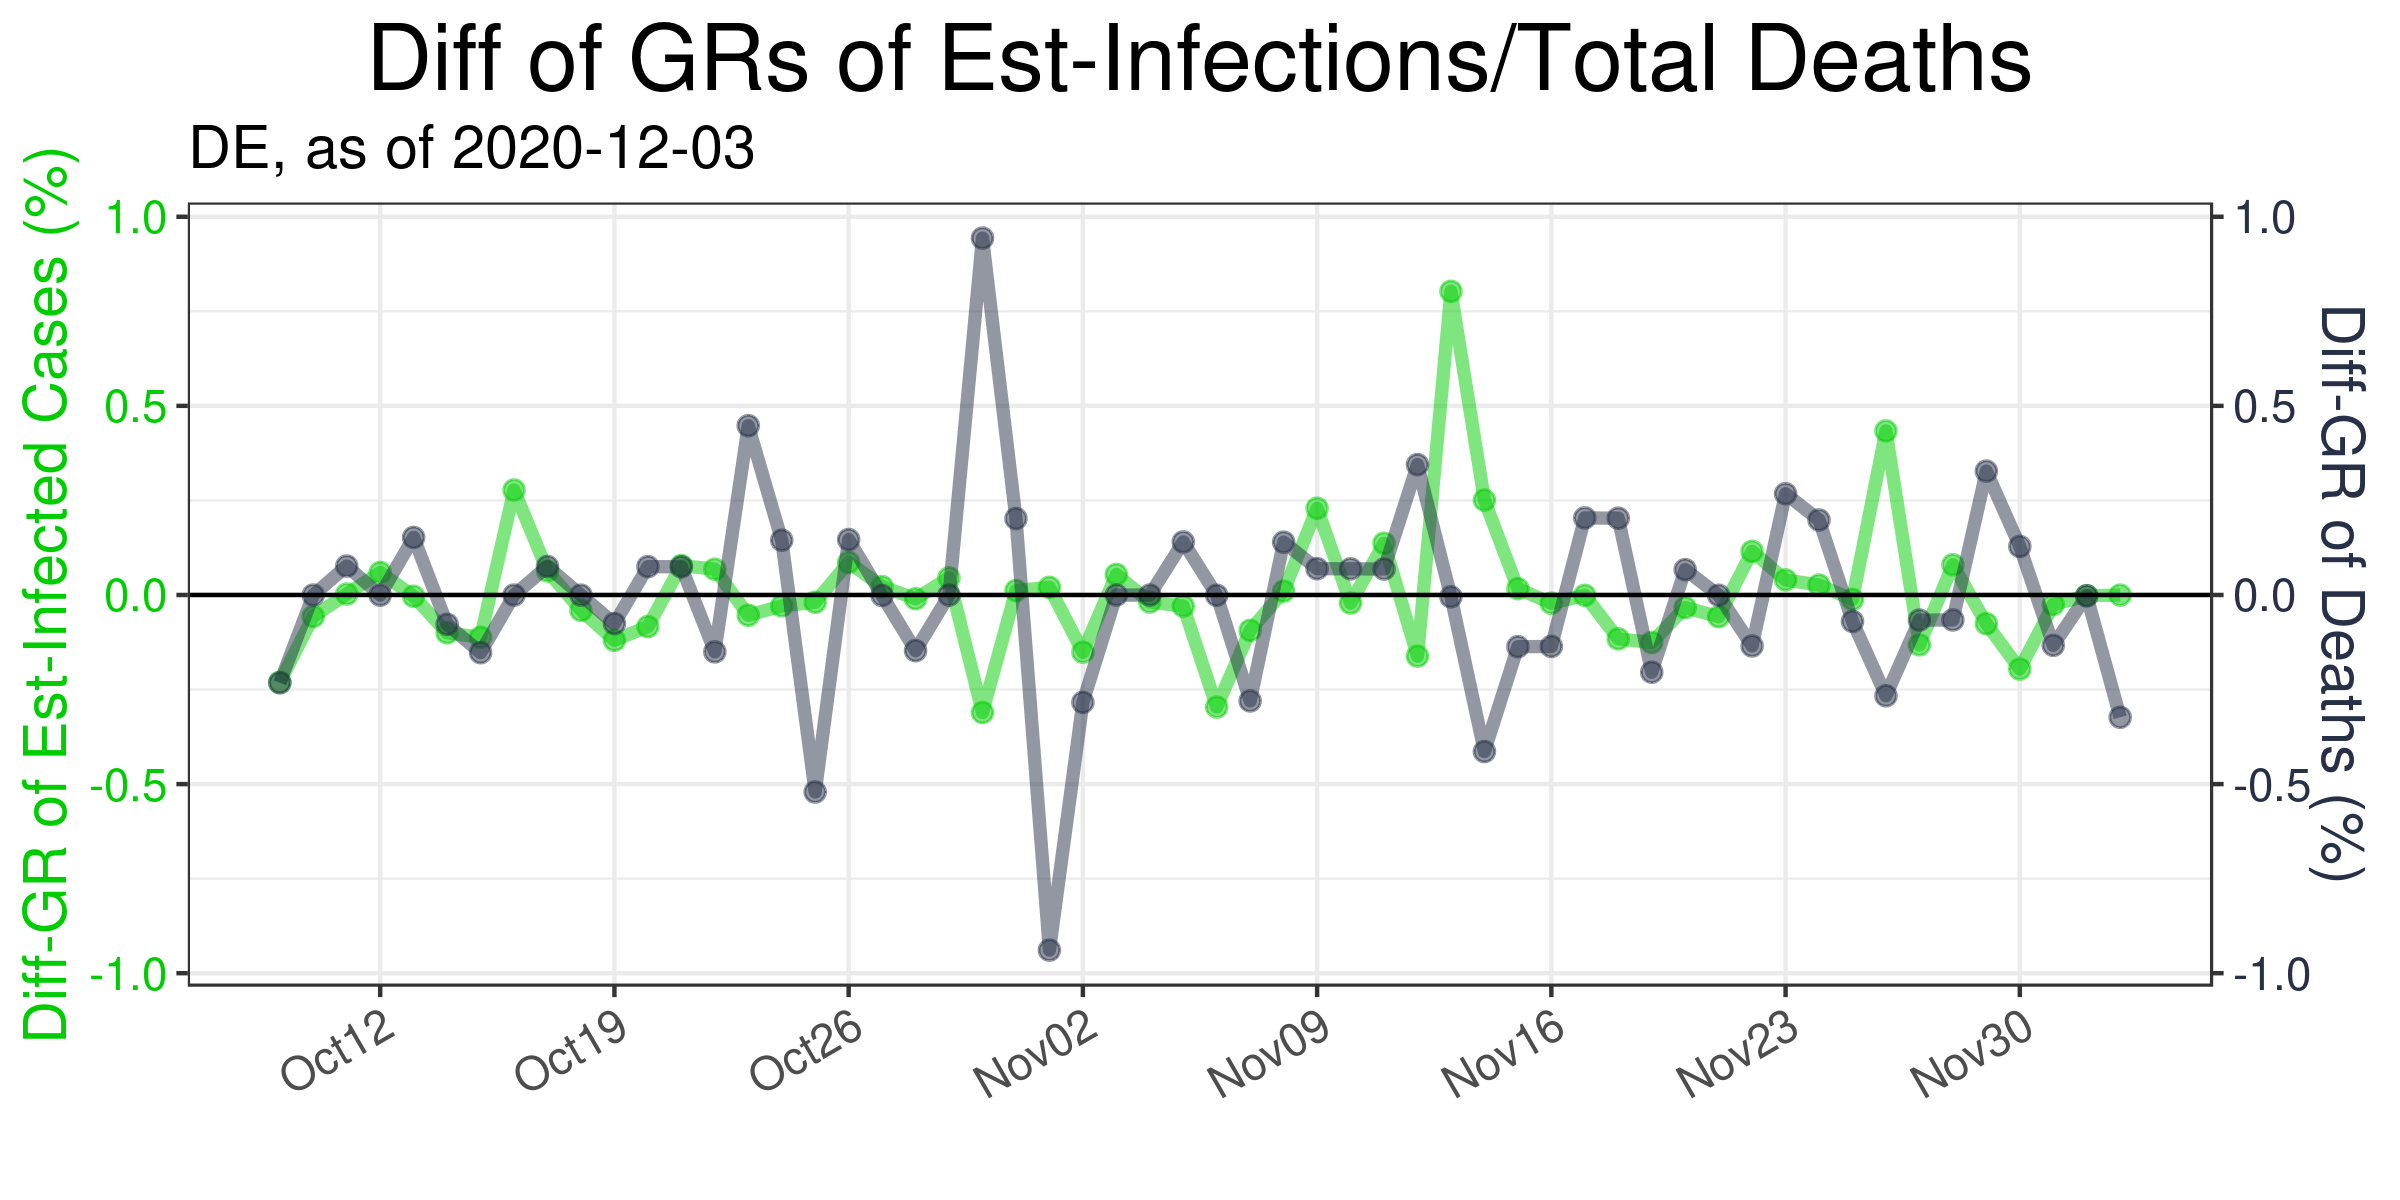 Diff of GRs of Est-Infections/Total Deaths
DE, as of 2020-12-03
Diff-GR of Est-Infected Cases (%)
1.0
0.5
0.0
-0.5
-1.0
1.0
0.5
0.0
-0.5
-1.0
Diff-GR of Deaths (%)
Oct12
Oct19
Oct26
Nov02
Nov09
Nov16
Nov23
Nov30